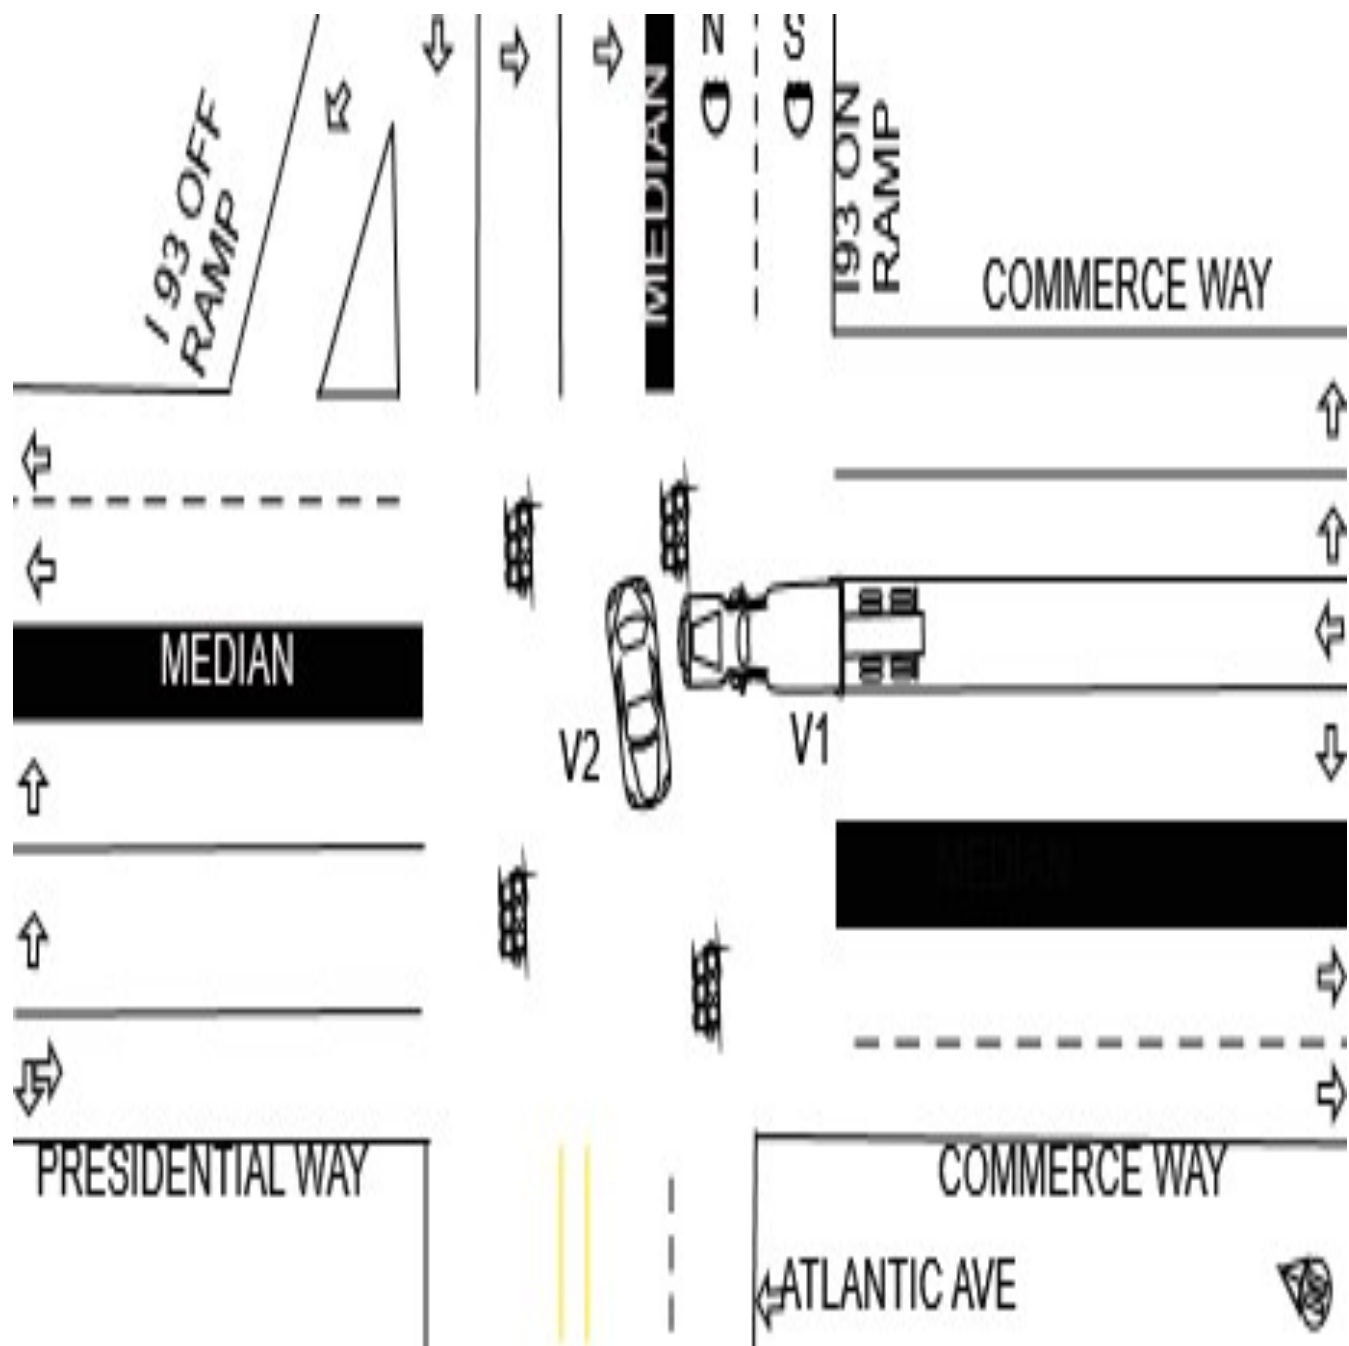 N S
I 93 OFF
RAMP
MEDIAN
I93 ON
RAMP
COMMERCE WAY
MEDIAN
V2
V1
MEDIAN
PRESIDENTIAL WAY
COMMERCE WAY
ATLANTIC AVE